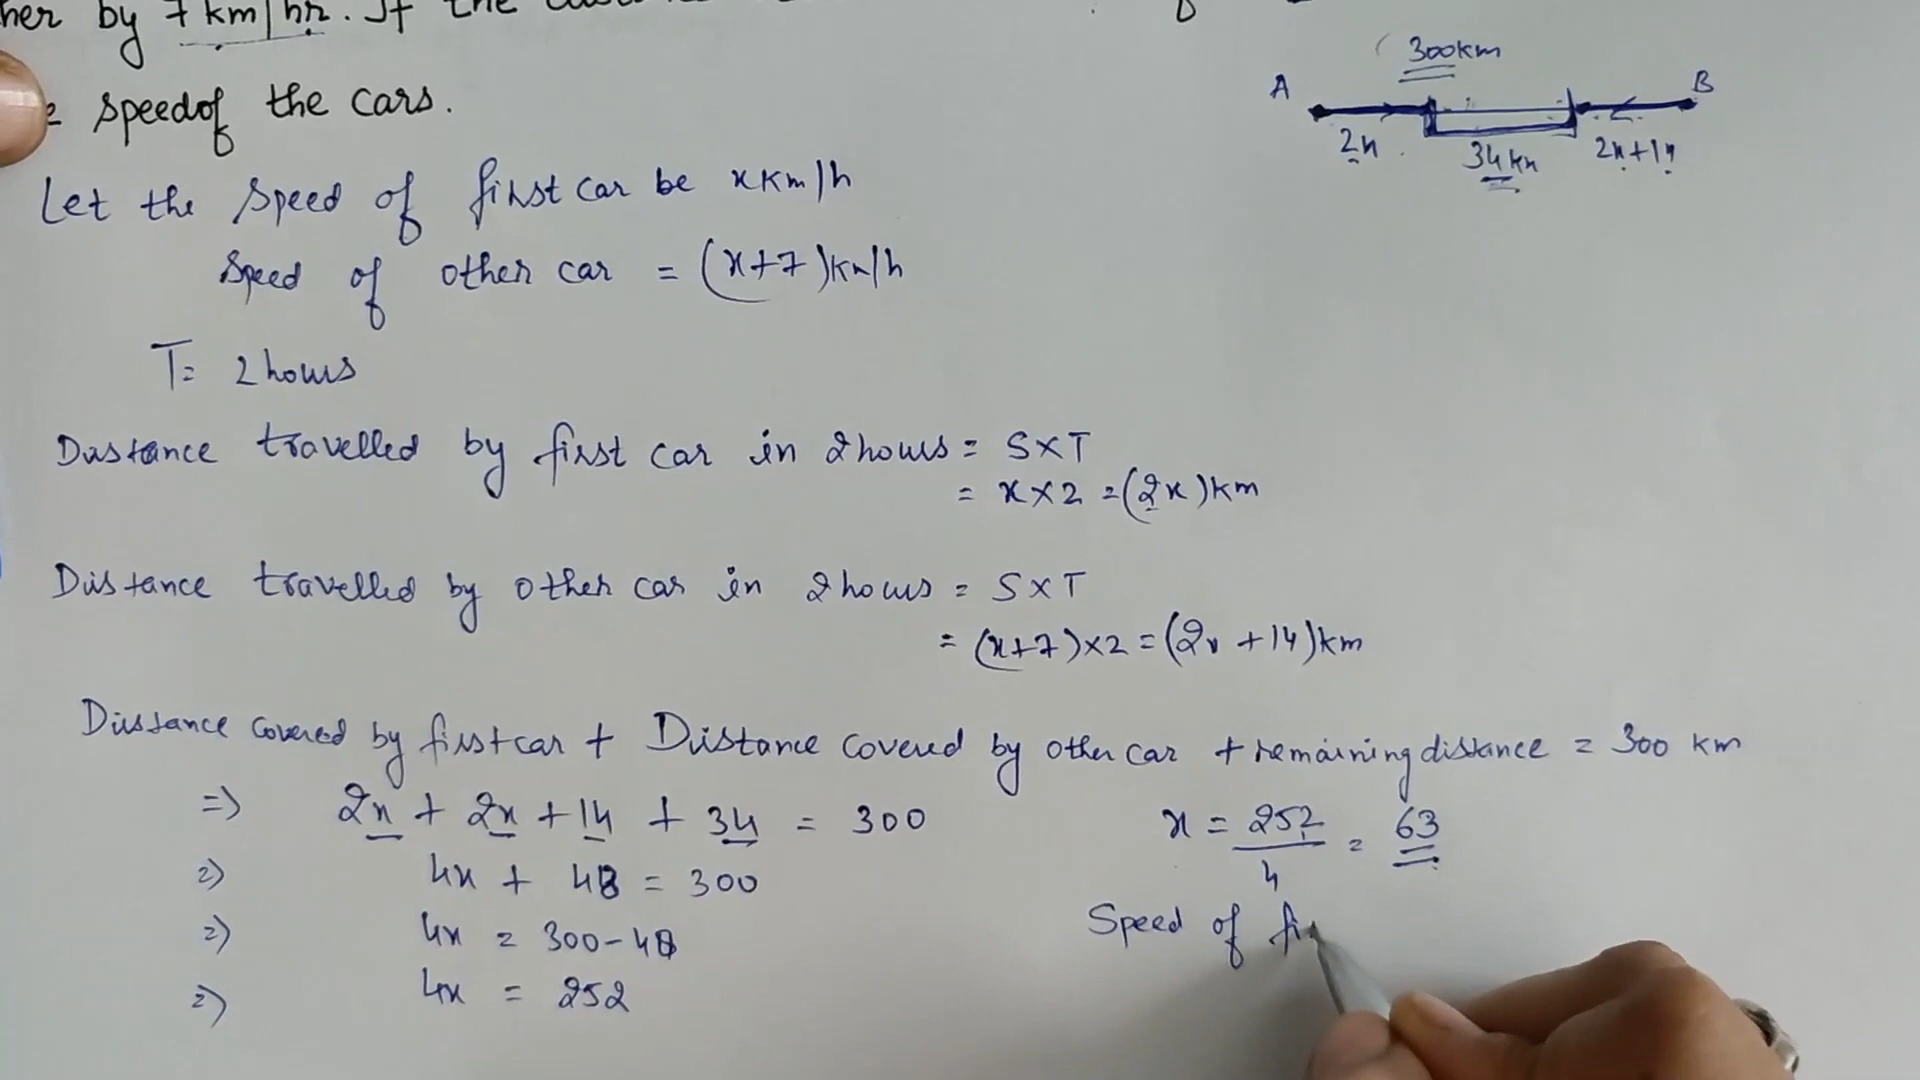 her by 7 km/hr. If the
speed of the cars.
300km
A
B
2x
34 km
2x+14
Let the speed of first car be x km/h
Speed of other car = (x+7) km/h
T= 2 hours
Distance travelled by first car in 2 hours = S×T
= x×2 = (2x) km
Distance travelled by other car in 2 hours = S×T
= (x+7)×2 = (2x+14) km
Distance covered by first car + Distance covered by other car + remaining distance = 300 km
=> 2x + 2x + 14 + 34 = 300
=> 4x + 48 = 300
=> 4x = 300-48
=> 4x = 252
x = 252/4 = 63
Speed of fi